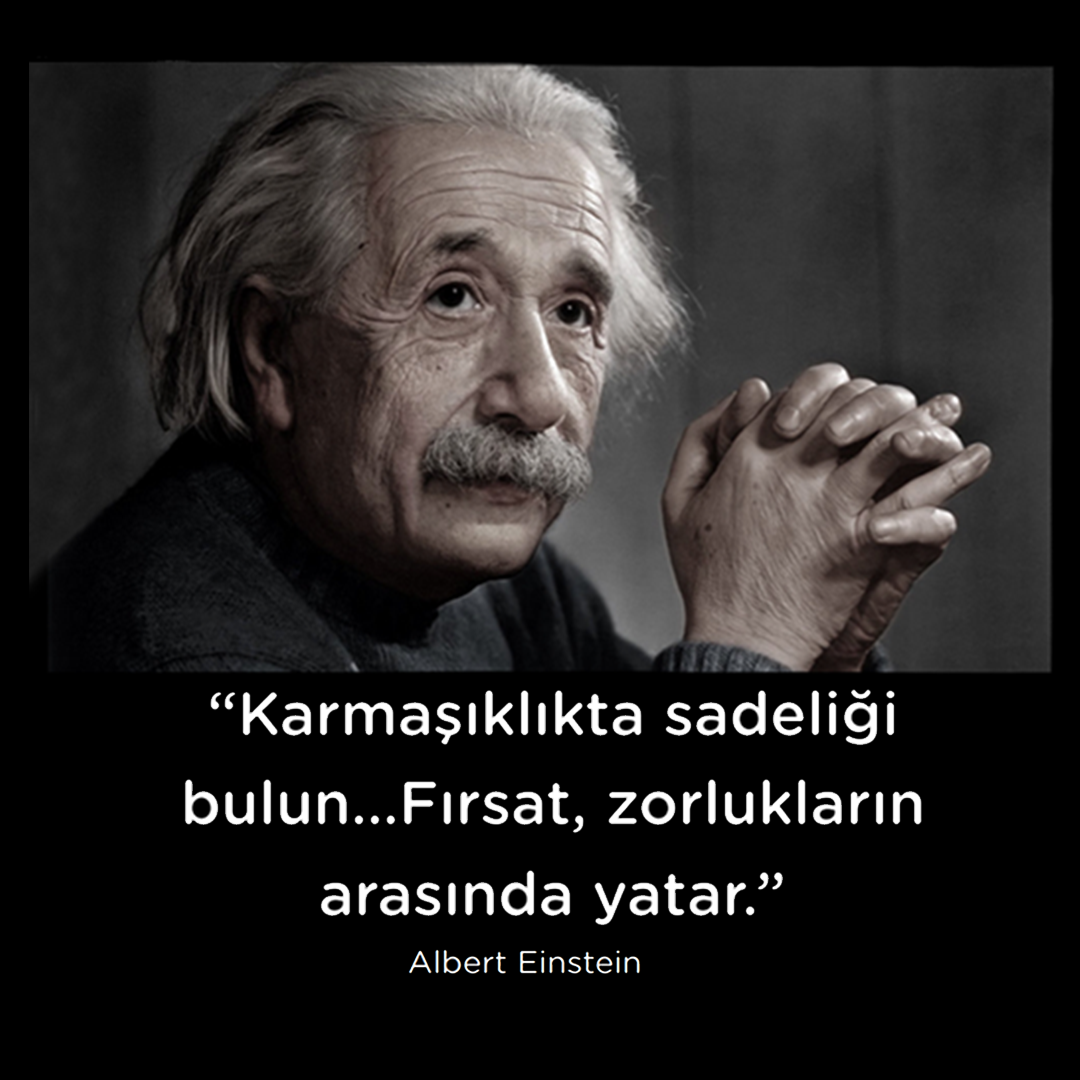 “Karmaşıklıkta sadeliği
bulun...Fırsat, zorlukların
arasında yatar.”
Albert Einstein